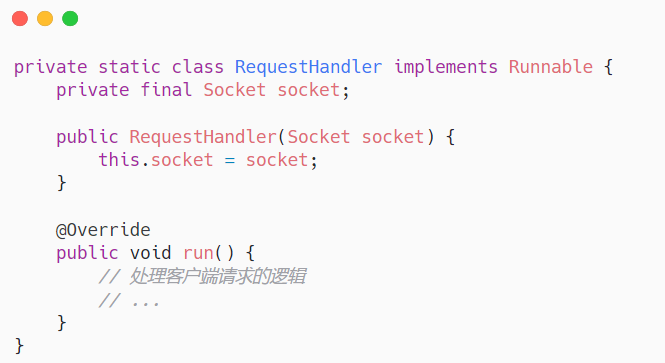 private static class RequestHandler implements Runnable {
    private final Socket socket;
    public RequestHandler(Socket socket) {
        this.socket = socket;
    }
    @Override
    public void run() {
        // 处理客户端请求的逻辑
        // ...
    }
}